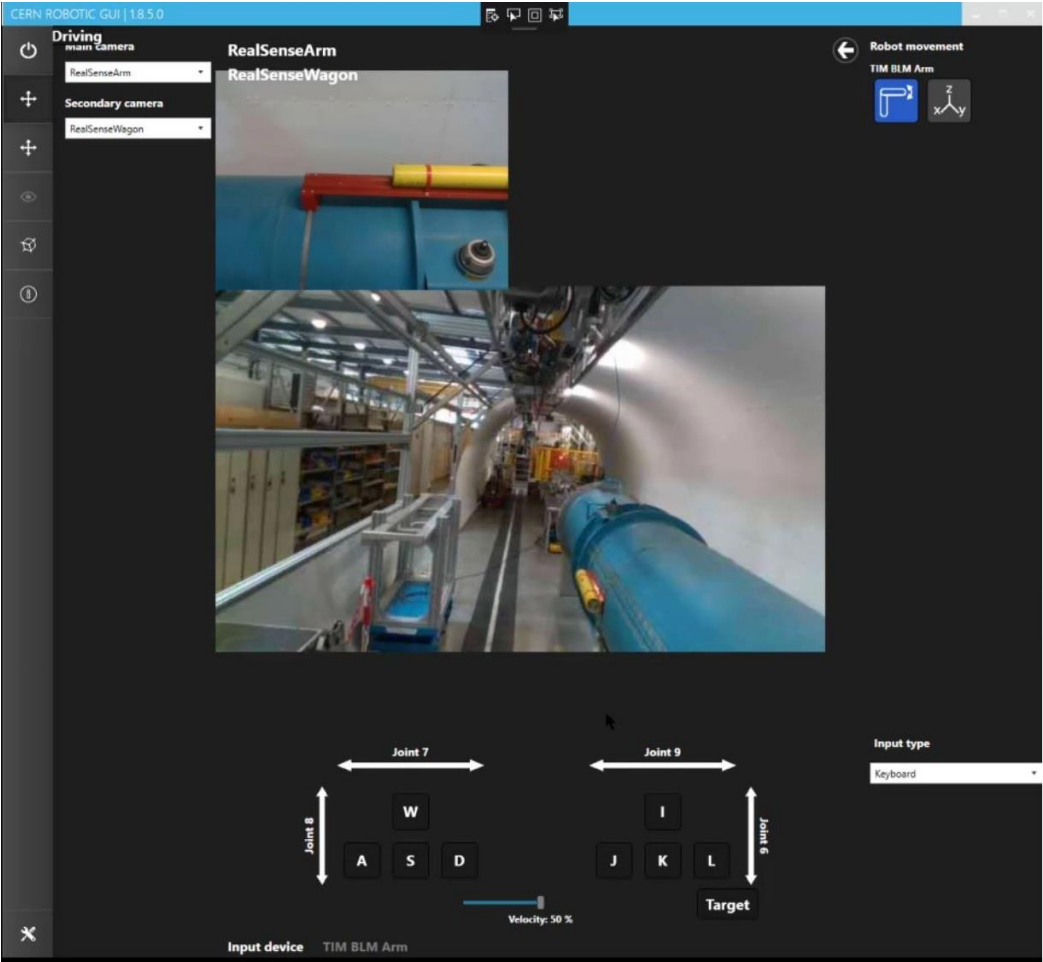 CERN ROBOTIC GUI | 1.8.5.0
Driving
Main camera
RealSenseArm
Secondary camera
RealSenseWagon
RealSenseArm
RealSenseWagon
Robot movement
TIM BLM Arm
z
x y
Input type
Keyboard
Joint 7
Joint 8
W
A S D
Joint 9
Joint 6
I
J K L
Target
Velocity: 50 %
Input device TIM BLM Arm